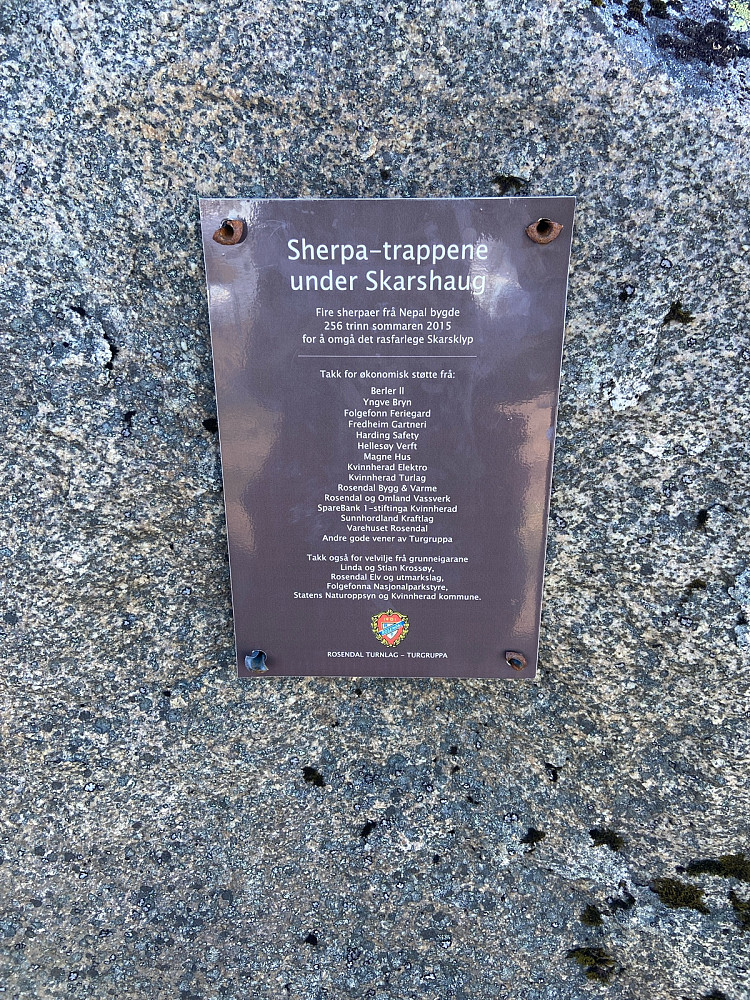 Sherpa-trappene
under Skarshaug
Fire sherpaer frå Nepal bygde
256 trinn sommaren 2015
for å omgå det rasfarlege Skarsklyp
Takk for økonomisk støtte frå:
Berler II
Yngve Bryn
Folgefonn Feriegard
Fredheim Gartneri
Harding Safety
Hellesøy Verft
Magne Hus
Kvinnherad Elektro
Kvinnherad Turlag
Rosendal Bygg & Varme
Rosendal og Omland Vassverk
SpareBank 1-stiftinga Kvinnherad
Sunnhordland Kraftlag
Varehuset Rosendal
Andre gode vener av Turgruppa
Takk også for velvilje frå grunneigarane
Linda og Stian Krossøy,
Rosendal Elv og utmarkslag,
Folgefonna Nasjonalparkstyre,
Statens Naturoppsyn og Kvinnherad kommune.
ROSENDAL TURNLAG - TURGRUPPA